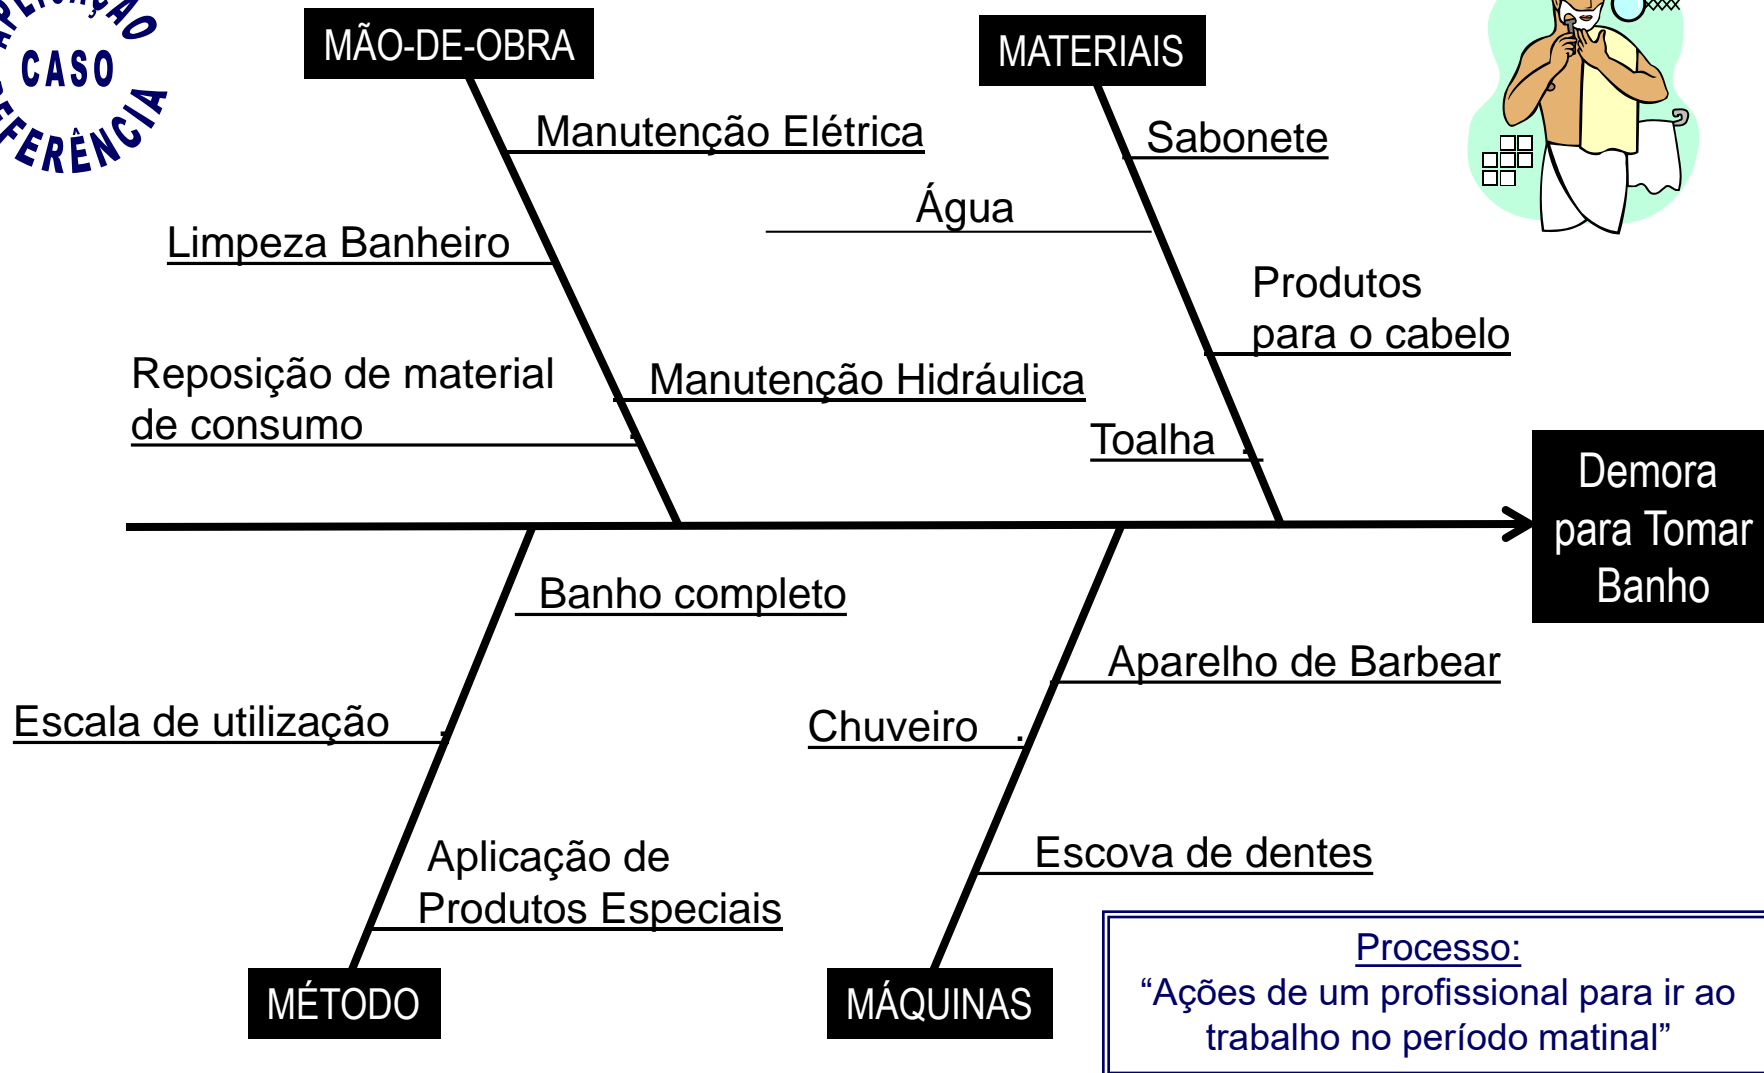 APLICAÇÃO
CASO
REFERÊNCIA
MÃO-DE-OBRA
MATERIAIS
Manutenção Elétrica
Sabonete
Água
Limpeza Banheiro
Produtos
para o cabelo
Reposição de material
de consumo .
Manutenção Hidráulica
Toalha .
Demora
para Tomar
Banho
Banho completo
Aparelho de Barbear
Escala de utilização .
Chuveiro .
Aplicação de
Produtos Especiais
Escova de dentes
MÉTODO
MÁQUINAS
Processo:
“Ações de um profissional para ir ao
trabalho no período matinal”